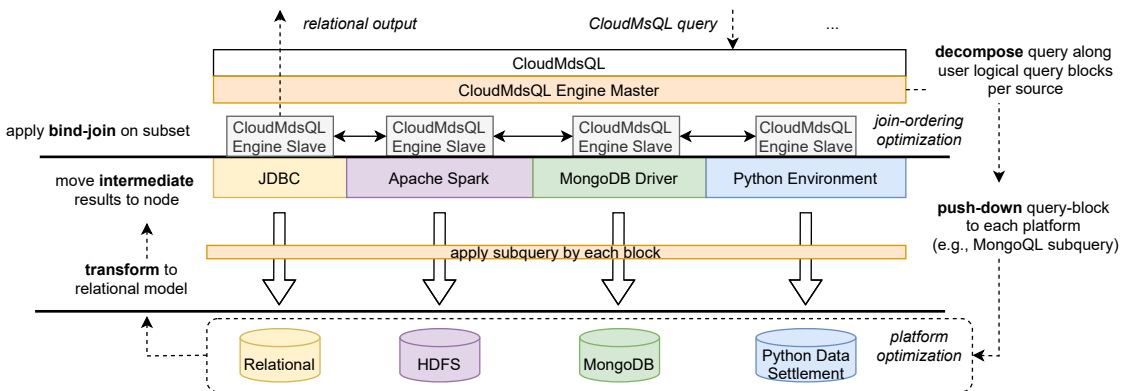 relational output
CloudMsQL query
...
CloudMdsQL
CloudMdsQL Engine Master
decompose query along
user logical query blocks
per source
apply bind-join on subset
CloudMdsQL
Engine Slave
CloudMdsQL
Engine Slave
CloudMdsQL
Engine Slave
CloudMdsQL
Engine Slave
join-ordering
optimization
move intermediate
results to node
JDBC
Apache Spark
MongoDB Driver
Python Environment
push-down query-block
to each platform
(e.g., MongoQL subquery)
apply subquery by each block
transform to
relational model
platform
optimization
Relational
HDFS
MongoDB
Python Data
Settlement